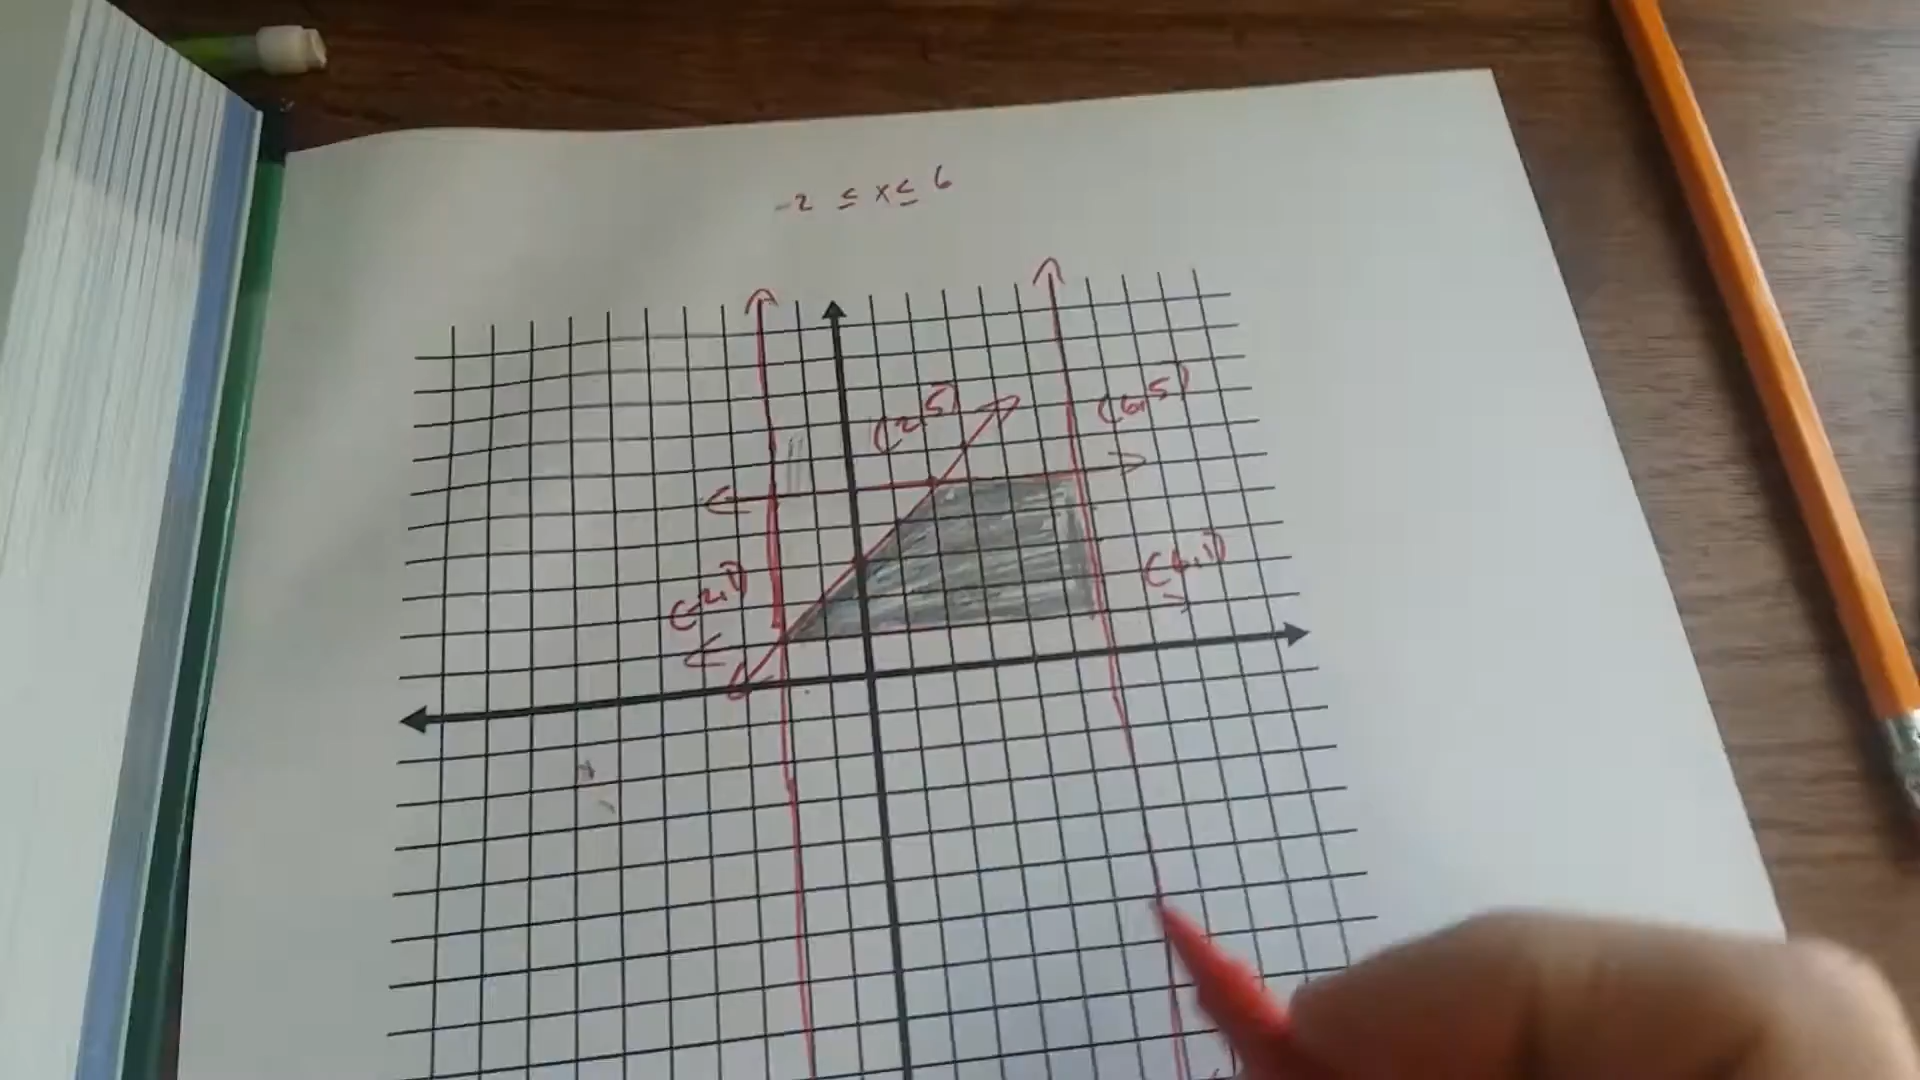 -2 ≤ x ≤ 6
(2,5)
(6,5)
(-2,1)
(6,1)